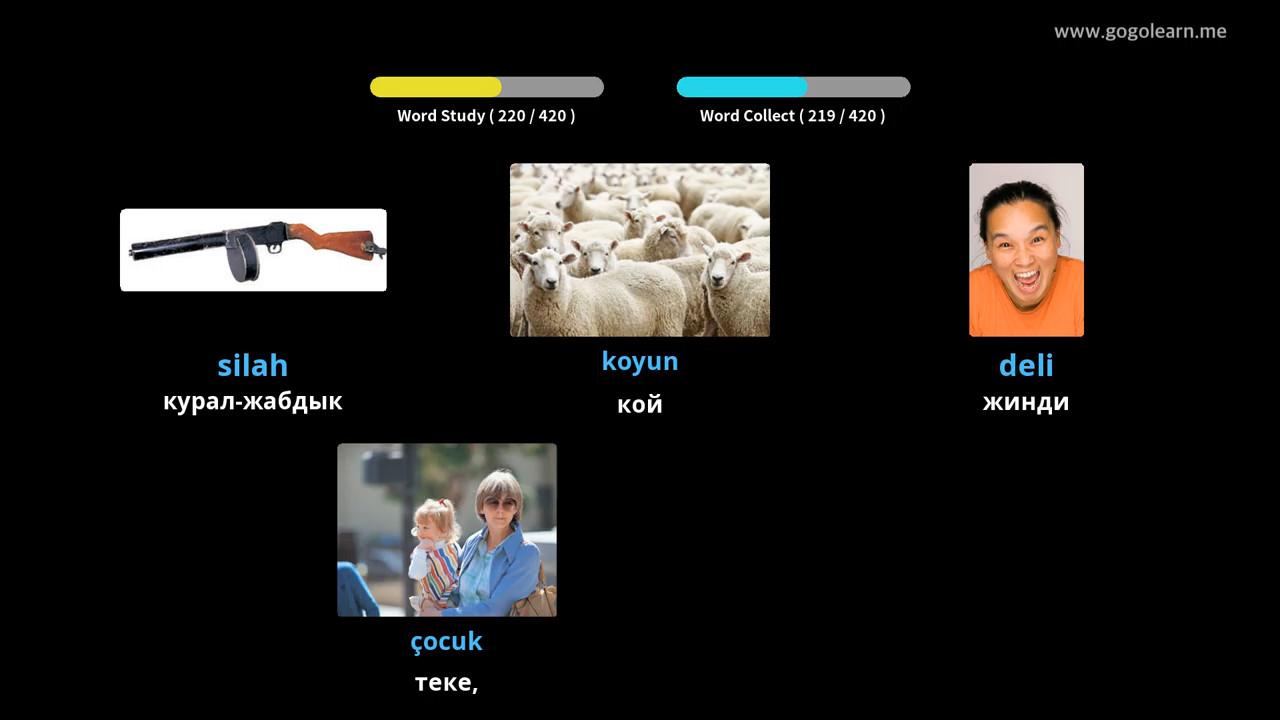 www.gogolearn.me
Word Study ( 220 / 420 )
Word Collect ( 219 / 420 )
silah
курал-жабдык
koyun
кой
deli
жинди
çocuk
теке,